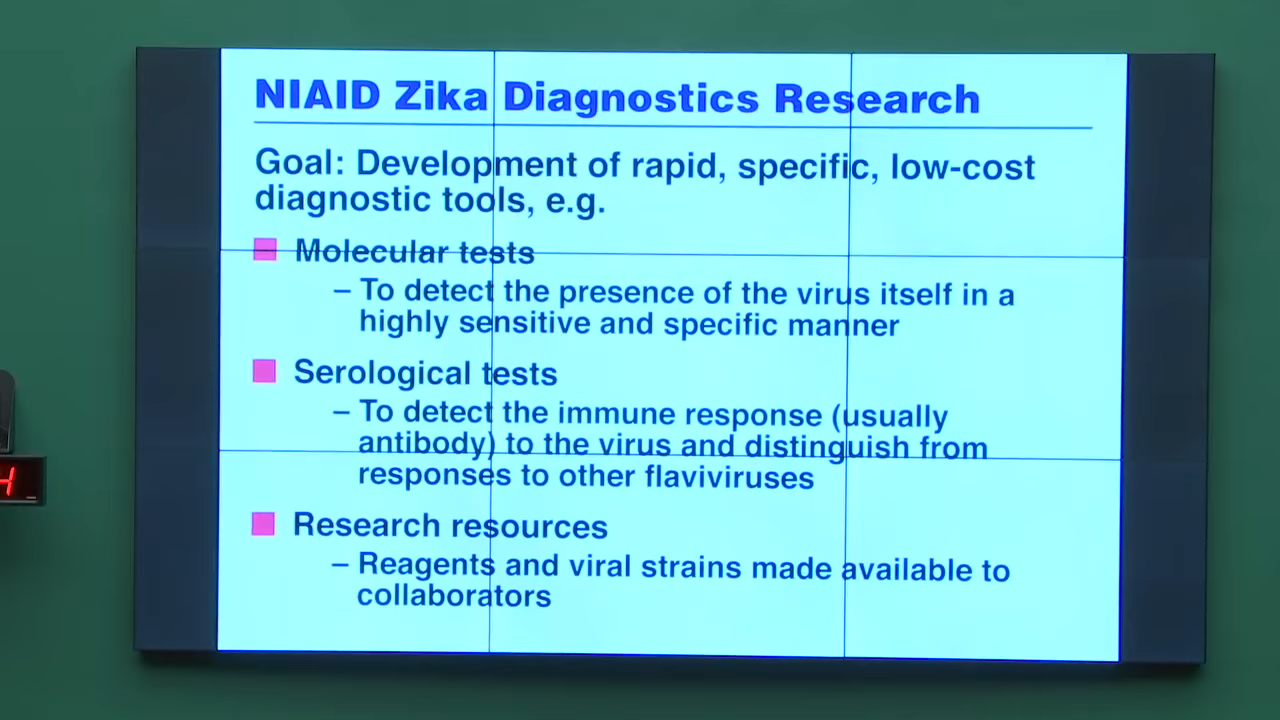 NIAID Zika Diagnostics Research
Goal: Development of rapid, specific, low-cost
diagnostic tools, e.g.
Molecular tests
– To detect the presence of the virus itself in a
highly sensitive and specific manner
Serological tests
– To detect the immune response (usually
antibody) to the virus and distinguish from
responses to other flaviviruses
Research resources
– Reagents and viral strains made available to
collaborators